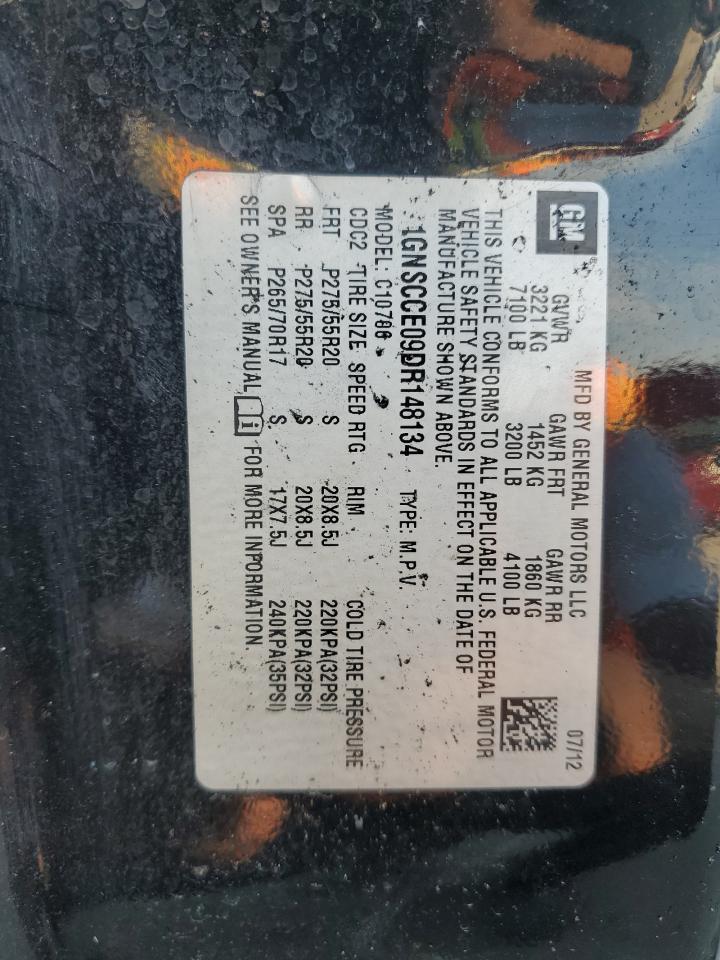 GM
MFD BY GENERAL MOTORS LLC 07/12
GVWR GAWR FRT GAWR RR
3221 KG 1452 KG 1860 KG
7100 LB 3200 LB 4100 LB
THIS VEHICLE CONFORMS TO ALL APPLICABLE U.S. FEDERAL MOTOR
VEHICLE SAFETY STANDARDS IN EFFECT ON THE DATE OF
MANUFACTURE SHOWN ABOVE.
1GNSCCE09DR148134 TYPE: M.P.V.
MODEL: C10706
CDC2 TIRE SIZE SPEED RTG RIM COLD TIRE PRESSURE
FRT P275/55R20 S 20X8.5J 220KPA(32PSI)
RR P275/55R20 S 20X8.5J 220KPA(32PSI)
SPA P265/70R17 S 17X7.5J 240KPA(35PSI)
SEE OWNER'S MANUAL FOR MORE INFORMATION.